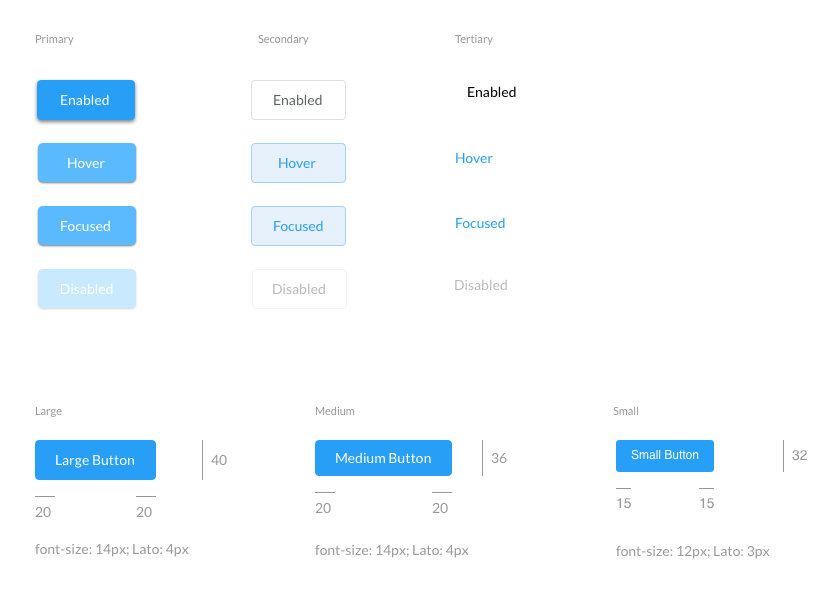 Primary
Secondary
Tertiary
Enabled
Enabled
Enabled
Hover
Hover
Hover
Focused
Focused
Focused
Disabled
Disabled
Disabled
Large
Medium
Small
Large Button
40
Medium Button
36
Small Button
32
20
20
20
20
15
15
font-size: 14px; Lato: 4px
font-size: 14px; Lato: 4px
font-size: 12px; Lato: 3px